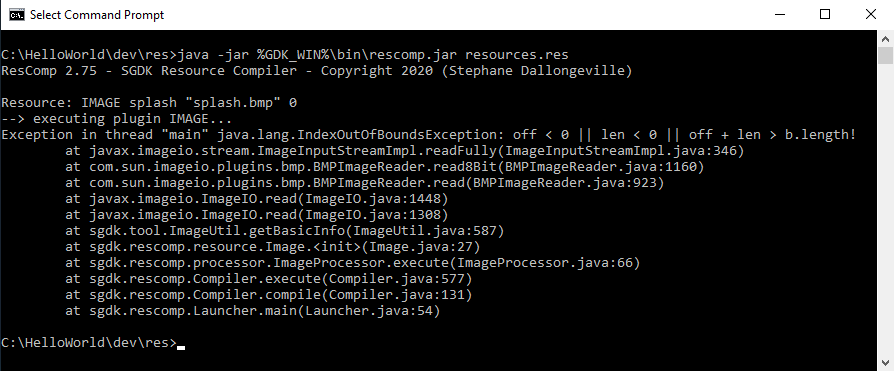 Select Command Prompt
C:\HelloWorld\dev\res>java -jar %GDK_WIN%\bin\rescomp.jar resources.res
ResComp 2.75 - SGDK Resource Compiler - Copyright 2020 (Stephane Dallongeville)
Resource: IMAGE splash "splash.bmp" 0
--> executing plugin IMAGE...
Exception in thread "main" java.lang.IndexOutOfBoundsException: off < 0 || len < 0 || off + len > b.length!
at javax.imageio.stream.ImageInputStreamImpl.readFully(ImageInputStreamImpl.java:346)
at com.sun.imageio.plugins.bmp.BMPImageReader.read8Bit(BMPImageReader.java:1160)
at com.sun.imageio.plugins.bmp.BMPImageReader.read(BMPImageReader.java:923)
at javax.imageio.ImageIO.read(ImageIO.java:1448)
at javax.imageio.ImageIO.read(ImageIO.java:1308)
at sgdk.tool.ImageUtil.getBasicInfo(ImageUtil.java:587)
at sgdk.rescomp.resource.Image.<init>(Image.java:27)
at sgdk.rescomp.processor.ImageProcessor.execute(ImageProcessor.java:66)
at sgdk.rescomp.Compiler.execute(Compiler.java:577)
at sgdk.rescomp.Compiler.compile(Compiler.java:131)
at sgdk.rescomp.Launcher.main(Launcher.java:54)
C:\HelloWorld\dev\res>